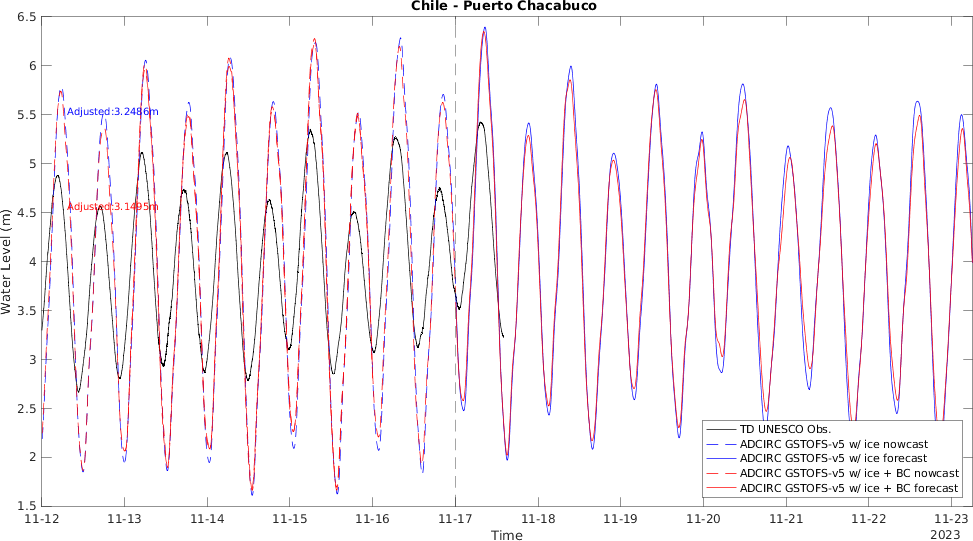 Chile - Puerto Chacabuco
Water Level (m)
6.5
6
5.5
5
4.5
4
3.5
3
2.5
2
1.5
Adjusted:3.2486m
Adjusted:3.1495m
TD UNESCO Obs.
ADCIRC GSTOFS-v5 w/ ice nowcast
ADCIRC GSTOFS-v5 w/ ice forecast
ADCIRC GSTOFS-v5 w/ ice + BC nowcast
ADCIRC GSTOFS-v5 w/ ice + BC forecast
11-12 11-13 11-14 11-15 11-16 11-17 11-18 11-19 11-20 11-21 11-22 11-23
Time
2023